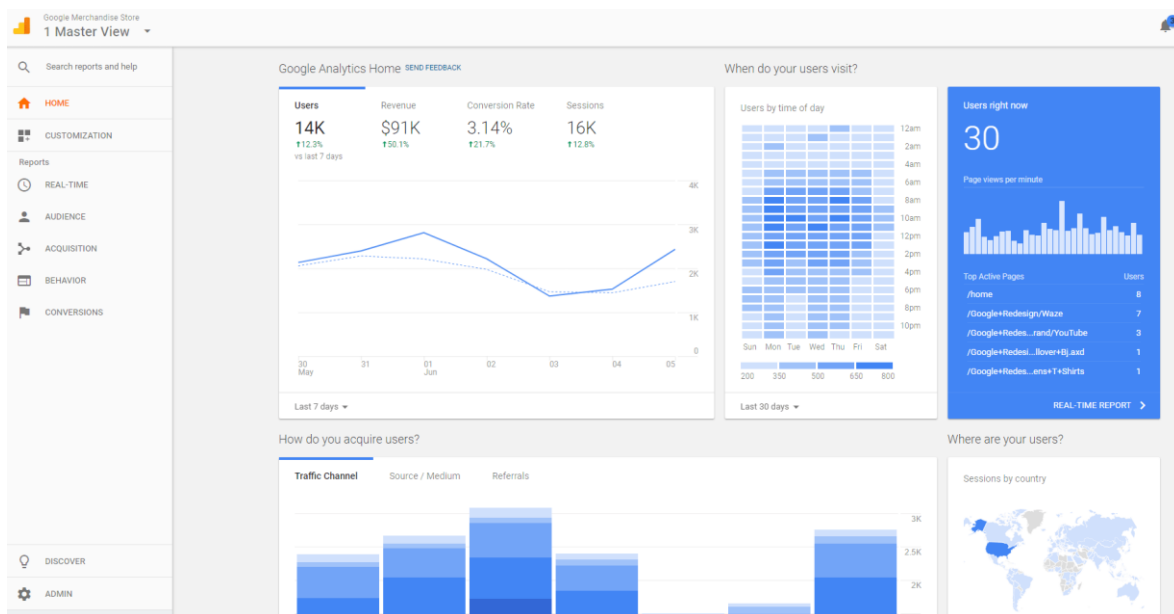 Google Merchandise Store
1 Master View
Search reports and help
HOME
CUSTOMIZATION
Reports
REAL-TIME
AUDIENCE
ACQUISITION
BEHAVIOR
CONVERSIONS
DISCOVER
ADMIN
Google Analytics Home SEND FEEDBACK
Users Revenue Conversion Rate Sessions
14K $91K 3.14% 16K
↑12.3% ↑50.1% ↑21.7% ↑12.8%
vs last 7 days
4K
3K
2K
1K
0
30 31 01 02 03 04 05
May Jun
Last 7 days
When do your users visit?
Users by time of day
12am
2am
4am
6am
8am
10am
12pm
2pm
4pm
6pm
8pm
10pm
Sun Mon Tue Wed Thu Fri Sat
200 350 500 650 800
Last 30 days
Users right now
30
Page views per minute
Top Active Pages Users
/home 8
/Google+Redesign/Waze 7
/Google+Redes...rand/YouTube 3
/Google+Redesi...llover+Bj.axd 1
/Google+Redes...ens+T+Shirts 1
REAL-TIME REPORT
How do you acquire users?
Traffic Channel Source / Medium Referrals
3K
2.5K
2K
Where are your users?
Sessions by country